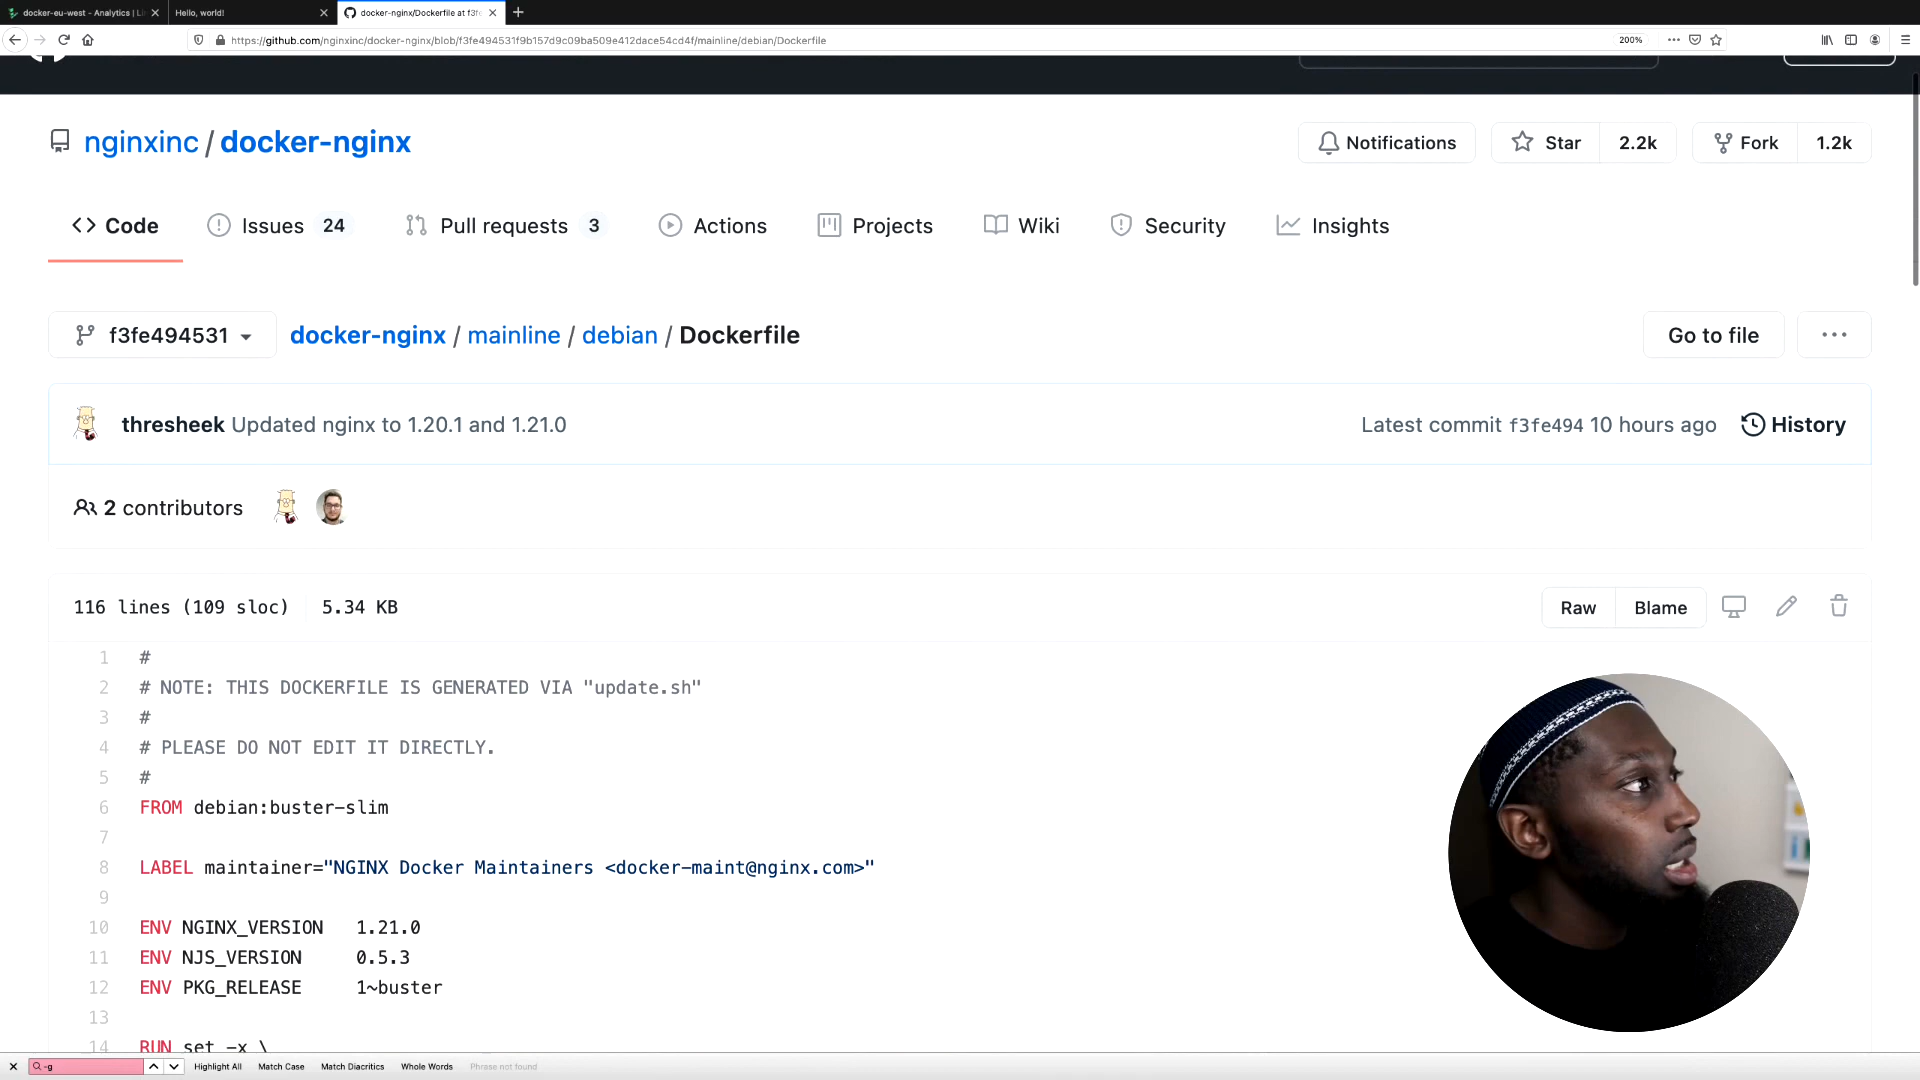 docker-eu-west - Analytics | Li
Hello, world!
docker-nginx/Dockerfile at f3f
https://github.com/nginxinc/docker-nginx/blob/f3fe494531f9b157d9c09ba509e412dace54cd4f/mainline/debian/Dockerfile
200%
nginxinc / docker-nginx
Notifications
Star 2.2k
Fork 1.2k
<> Code
Issues 24
Pull requests 3
Actions
Projects
Wiki
Security
Insights
f3fe494531
docker-nginx / mainline / debian / Dockerfile
Go to file
thresheek Updated nginx to 1.20.1 and 1.21.0
Latest commit f3fe494 10 hours ago
History
2 contributors
116 lines (109 sloc) 5.34 KB
Raw
Blame
1 #
2 # NOTE: THIS DOCKERFILE IS GENERATED VIA "update.sh"
3 #
4 # PLEASE DO NOT EDIT IT DIRECTLY.
5 #
6 FROM debian:buster-slim
7
8 LABEL maintainer="NGINX Docker Maintainers <docker-maint@nginx.com>"
9
10 ENV NGINX_VERSION 1.21.0
11 ENV NJS_VERSION 0.5.3
12 ENV PKG_RELEASE 1~buster
13
14 RUN set -x \
-g
Highlight All
Match Case
Match Diacritics
Whole Words
Phrase not found